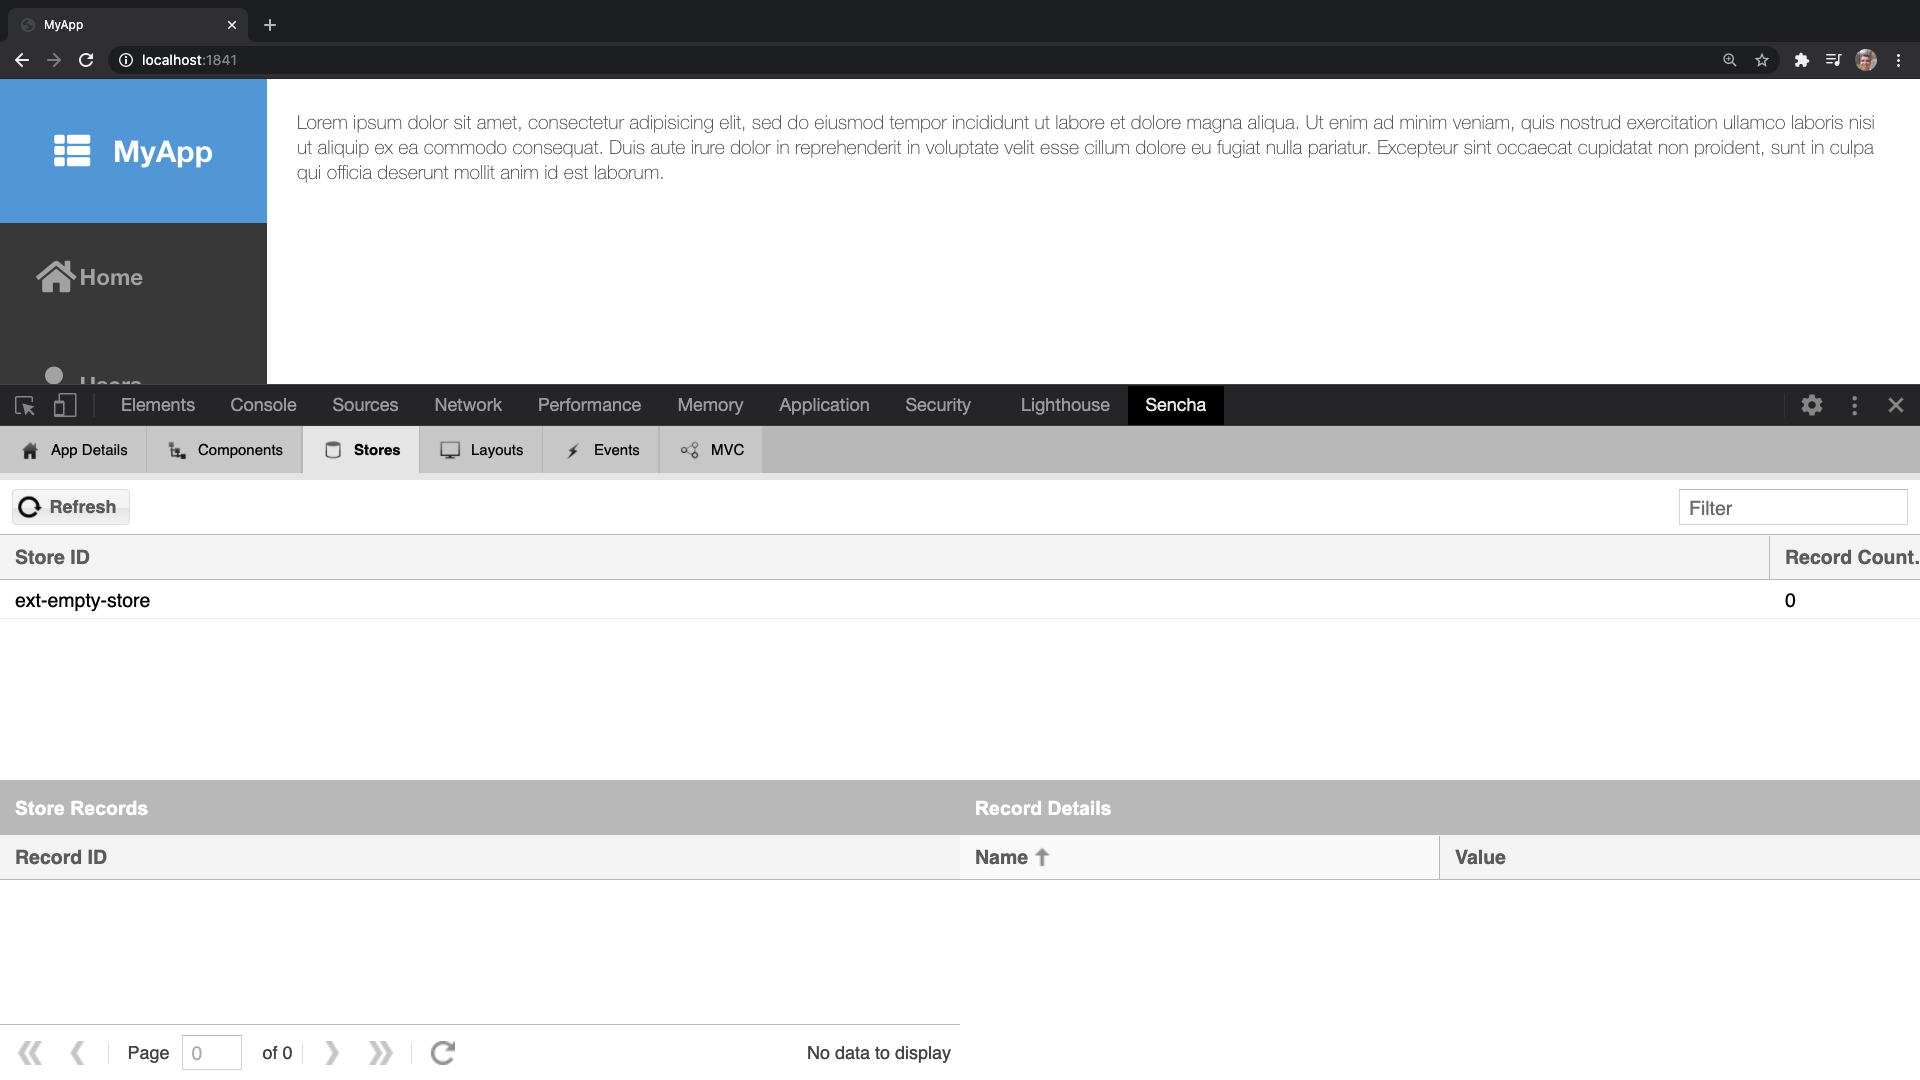 MyApp
localhost:1841
MyApp
Lorem ipsum dolor sit amet, consectetur adipisicing elit, sed do eiusmod tempor incididunt ut labore et dolore magna aliqua. Ut enim ad minim veniam, quis nostrud exercitation ullamco laboris nisi
ut aliquip ex ea commodo consequat. Duis aute irure dolor in reprehenderit in voluptate velit esse cillum dolore eu fugiat nulla pariatur. Excepteur sint occaecat cupidatat non proident, sunt in culpa
qui officia deserunt mollit anim id est laborum.
Home
Users
Elements Console Sources Network Performance Memory Application Security Lighthouse Sencha
App Details Components Stores Layouts Events MVC
Refresh Filter
Store ID Record Count.
ext-empty-store 0
Store Records Record Details
Record ID Name Value
Page 0 of 0 No data to display